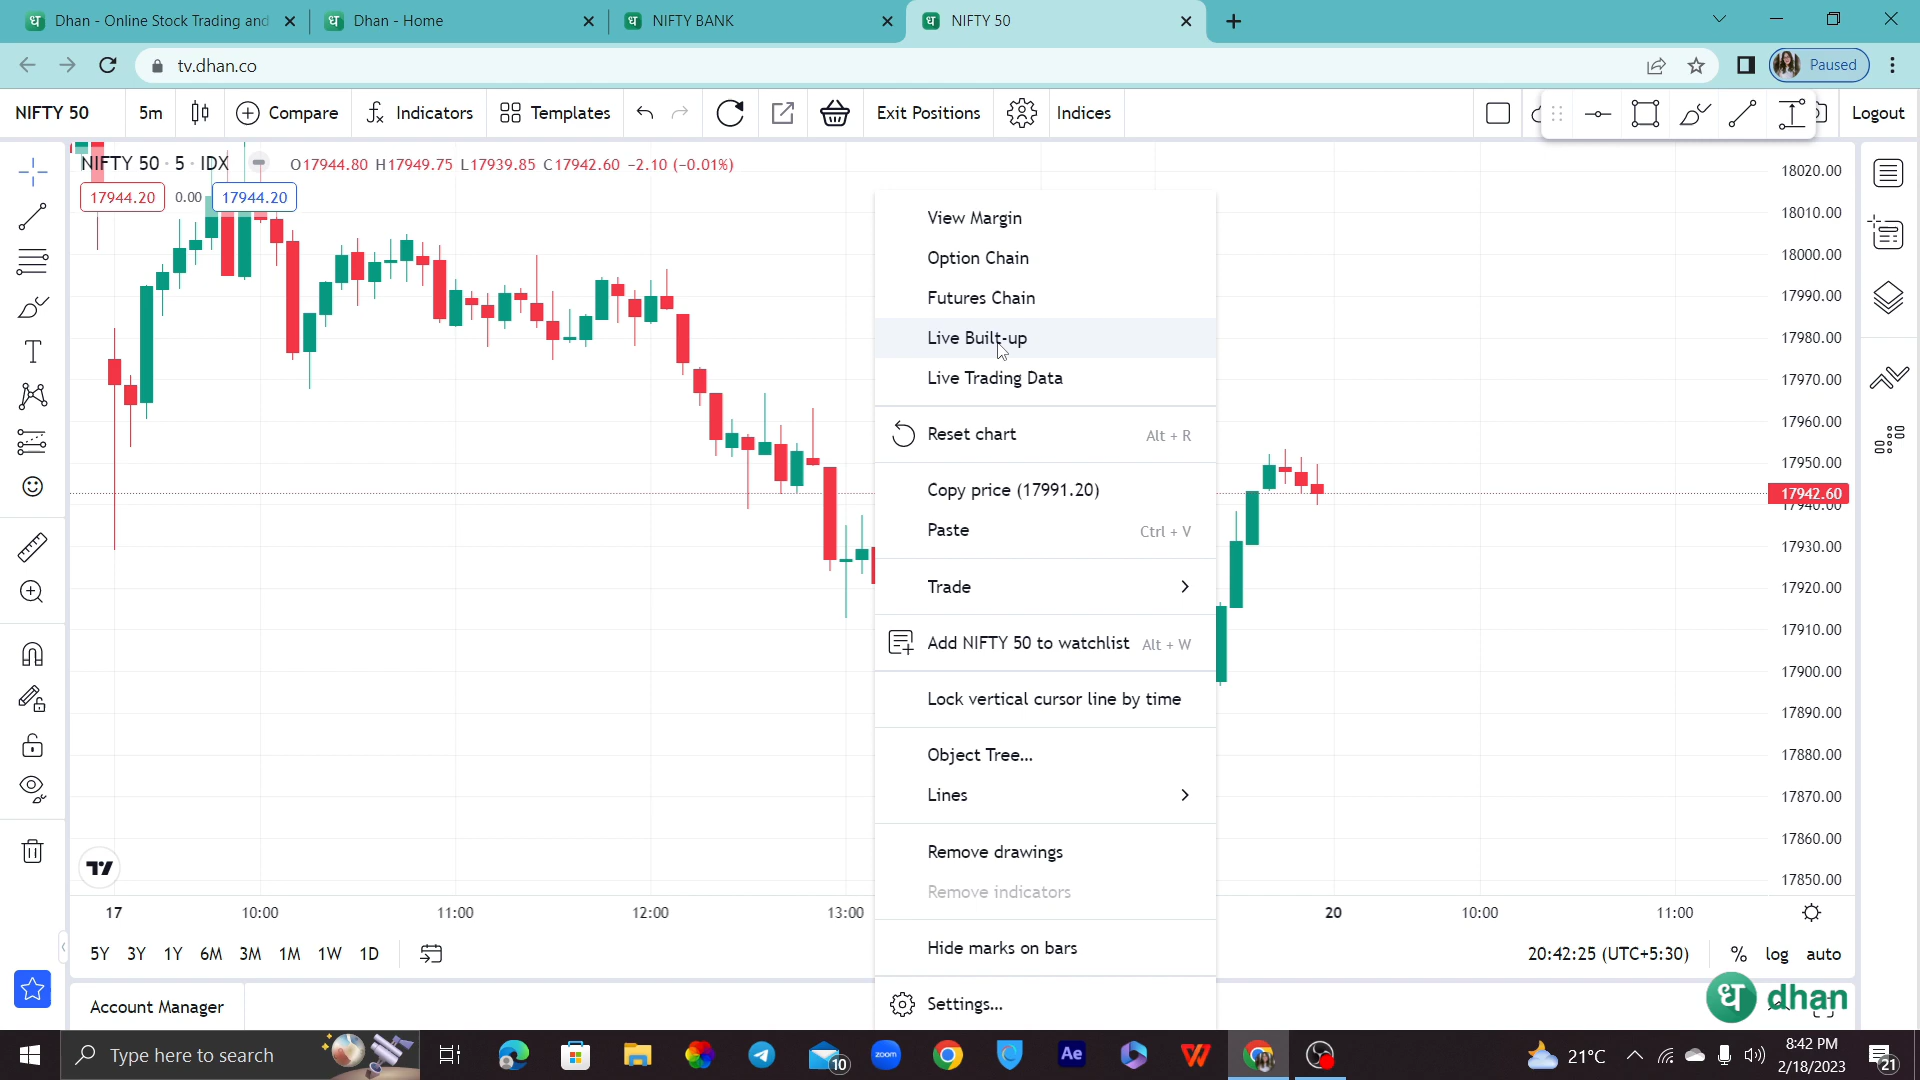 ध Dhan - Online Stock Trading and
ध Dhan - Home
ध NIFTY BANK
ध NIFTY 50
tv.dhan.co
Paused
NIFTY 50
5m
Compare
fx Indicators
Templates
Exit Positions
Indices
Logout
NIFTY 50 · 5 · IDX
O17944.80 H17949.75 L17939.85 C17942.60 −2.10 (−0.01%)
17944.20
0.00
17944.20
View Margin
Option Chain
Futures Chain
Live Built-up
Live Trading Data
Reset chart Alt + R
Copy price (17991.20)
Paste Ctrl + V
Trade
Add NIFTY 50 to watchlist Alt + W
Lock vertical cursor line by time
Object Tree...
Lines
Remove drawings
Remove indicators
Hide marks on bars
Settings...
18020.00
18010.00
18000.00
17990.00
17980.00
17970.00
17960.00
17950.00
17942.60
17940.00
17930.00
17920.00
17910.00
17900.00
17890.00
17880.00
17870.00
17860.00
17850.00
17
10:00
11:00
12:00
13:00
20
10:00
11:00
5Y 3Y 1Y 6M 3M 1M 1W 1D
20:42:25 (UTC+5:30)
% log auto
Account Manager
ध dhan
Type here to search
10
zoom
Ae
21°C
8:42 PM
2/18/2023
21